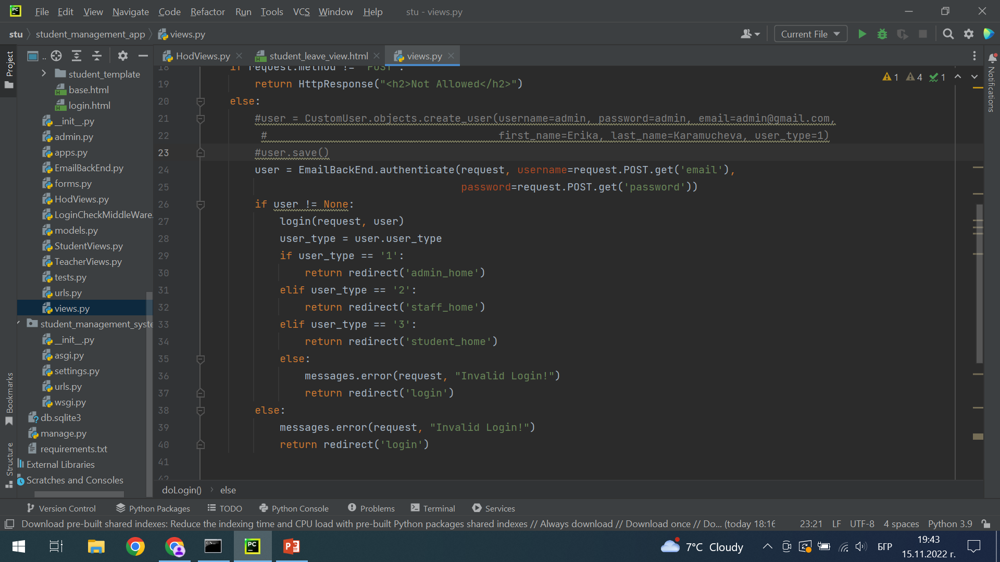 File Edit View Navigate Code Refactor Run Tools VCS Window Help stu - views.py
stu student_management_app views.py Current File
Project
..
HodViews.py student_leave_view.html views.py
student_template
base.html
login.html
__init__.py
admin.py
apps.py
EmailBackEnd.py
forms.py
HodViews.py
LoginCheckMiddleWare.
models.py
StudentViews.py
TeacherViews.py
tests.py
urls.py
views.py
student_management_syste
__init__.py
asgi.py
settings.py
urls.py
wsgi.py
db.sqlite3
manage.py
requirements.txt
External Libraries
Scratches and Consoles
Bookmarks
Structure
1 4 1
Notifications
18 if request.method != "POST":
19 return HttpResponse("<h2>Not Allowed</h2>")
20 else:
21 #user = CustomUser.objects.create_user(username=admin, password=admin, email=admin@gmail.com,
22 # first_name=Erika, last_name=Karamucheva, user_type=1)
23 #user.save()
24 user = EmailBackEnd.authenticate(request, username=request.POST.get('email'),
25 password=request.POST.get('password'))
26 if user != None:
27 login(request, user)
28 user_type = user.user_type
29 if user_type == '1':
30 return redirect('admin_home')
31 elif user_type == '2':
32 return redirect('staff_home')
33 elif user_type == '3':
34 return redirect('student_home')
35 else:
36 messages.error(request, "Invalid Login!")
37 return redirect('login')
38 else:
39 messages.error(request, "Invalid Login!")
40 return redirect('login')
41
42
doLogin() else
Version Control Python Packages TODO Python Console Problems Terminal Services
Download pre-built shared indexes: Reduce the indexing time and CPU load with pre-built Python packages shared indexes // Always download // Download once // Do... (today 18:16 23:21 LF UTF-8 4 spaces Python 3.9
7°C Cloudy БГР 19:43
15.11.2022 г.